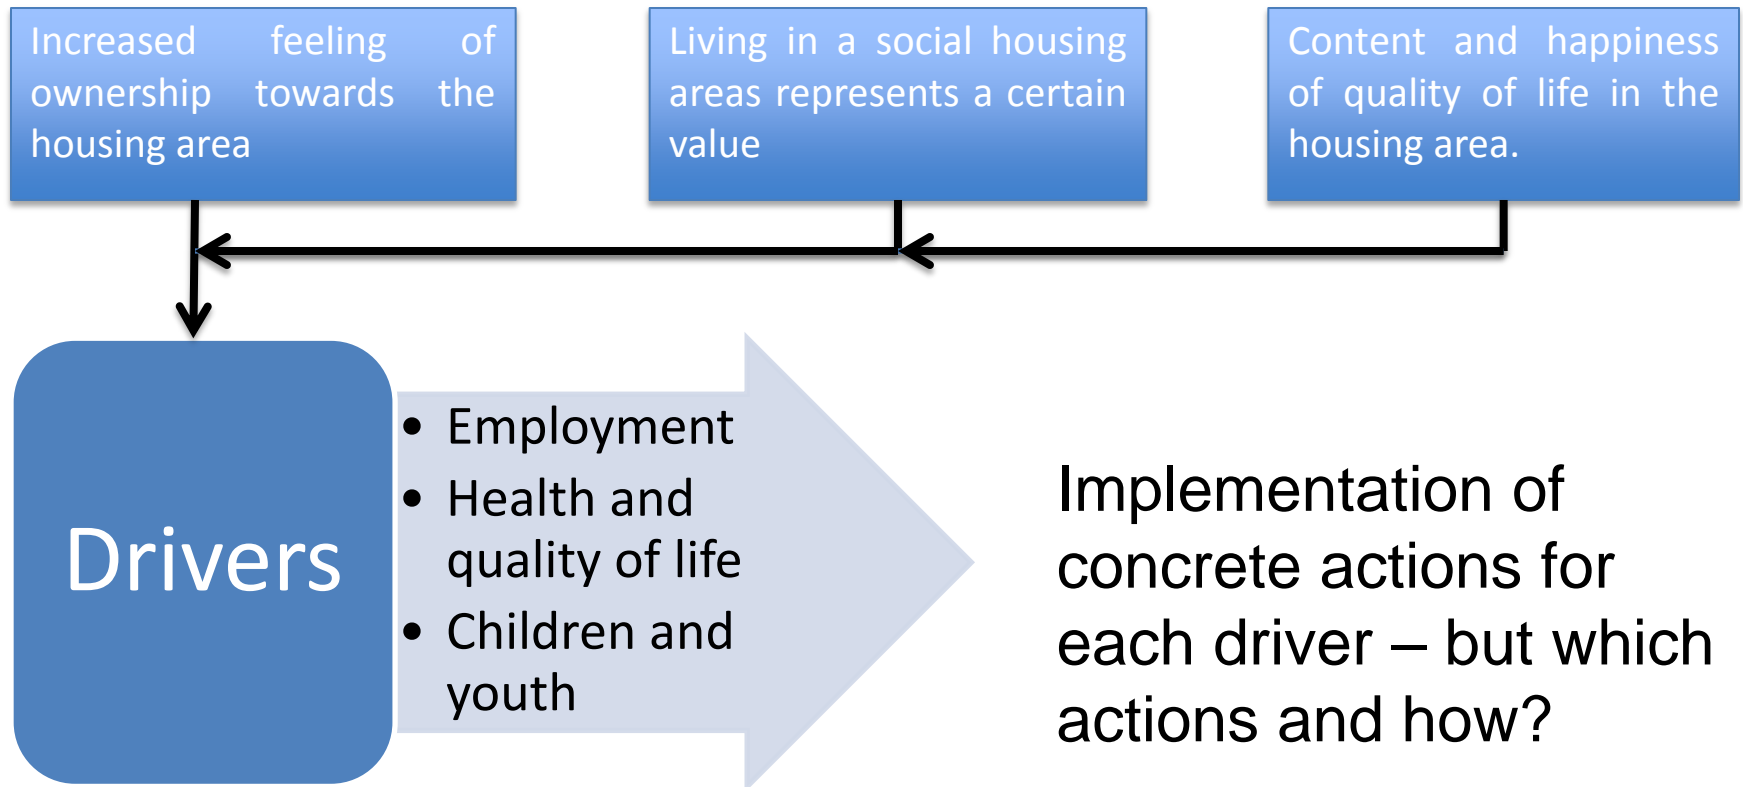 Increased feeling of
ownership towards the
housing area
Living in a social housing
areas represents a certain
value
Content and happiness
of quality of life in the
housing area.
Drivers
• Employment
• Health and
quality of life
• Children and
youth
Implementation of
concrete actions for
each driver – but which
actions and how?